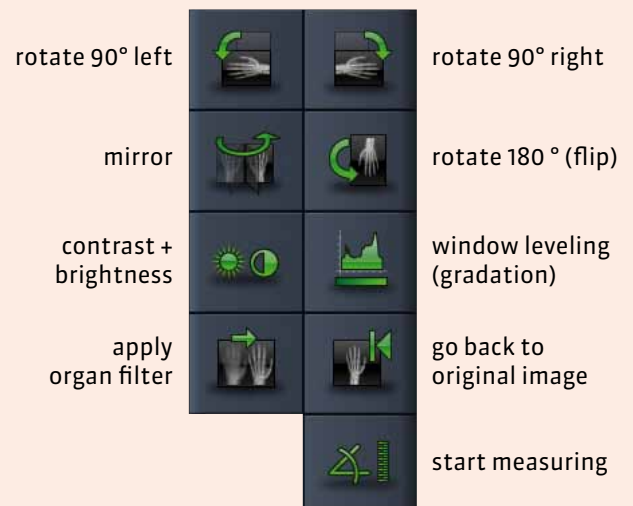 rotate 90° left
rotate 90° right
mirror
rotate 180 ° (flip)
contrast +
brightness
window leveling
(gradation)
apply
organ filter
go back to
original image
start measuring